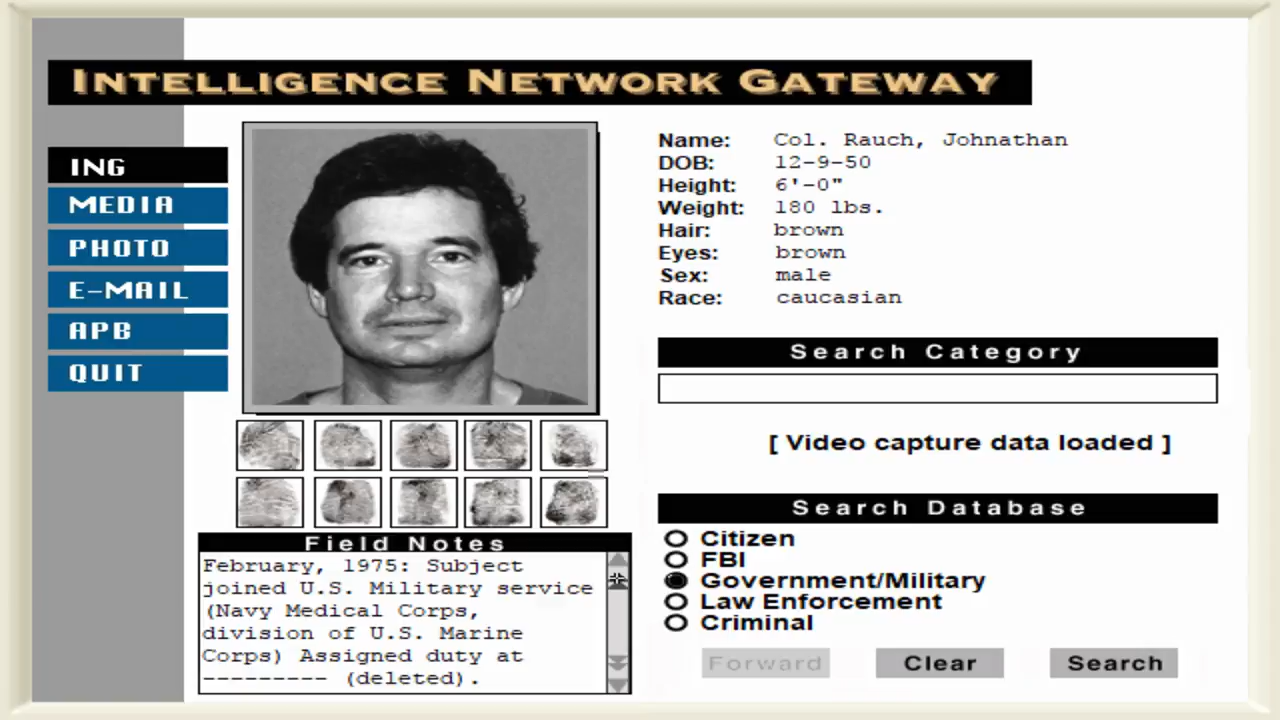 INTELLIGENCE NETWORK GATEWAY
ING
MEDIA
PHOTO
E-MAIL
APB
QUIT
Name: Col. Rauch, Johnathan
DOB: 12-9-50
Height: 6'-0"
Weight: 180 lbs.
Hair: brown
Eyes: brown
Sex: male
Race: caucasian
Search Category
[ Video capture data loaded ]
Search Database
Citizen
FBI
Government/Military
Law Enforcement
Criminal
Forward Clear Search
Field Notes
February, 1975: Subject
joined U.S. Military service
(Navy Medical Corps,
division of U.S. Marine
Corps) Assigned duty at
--------- (deleted).